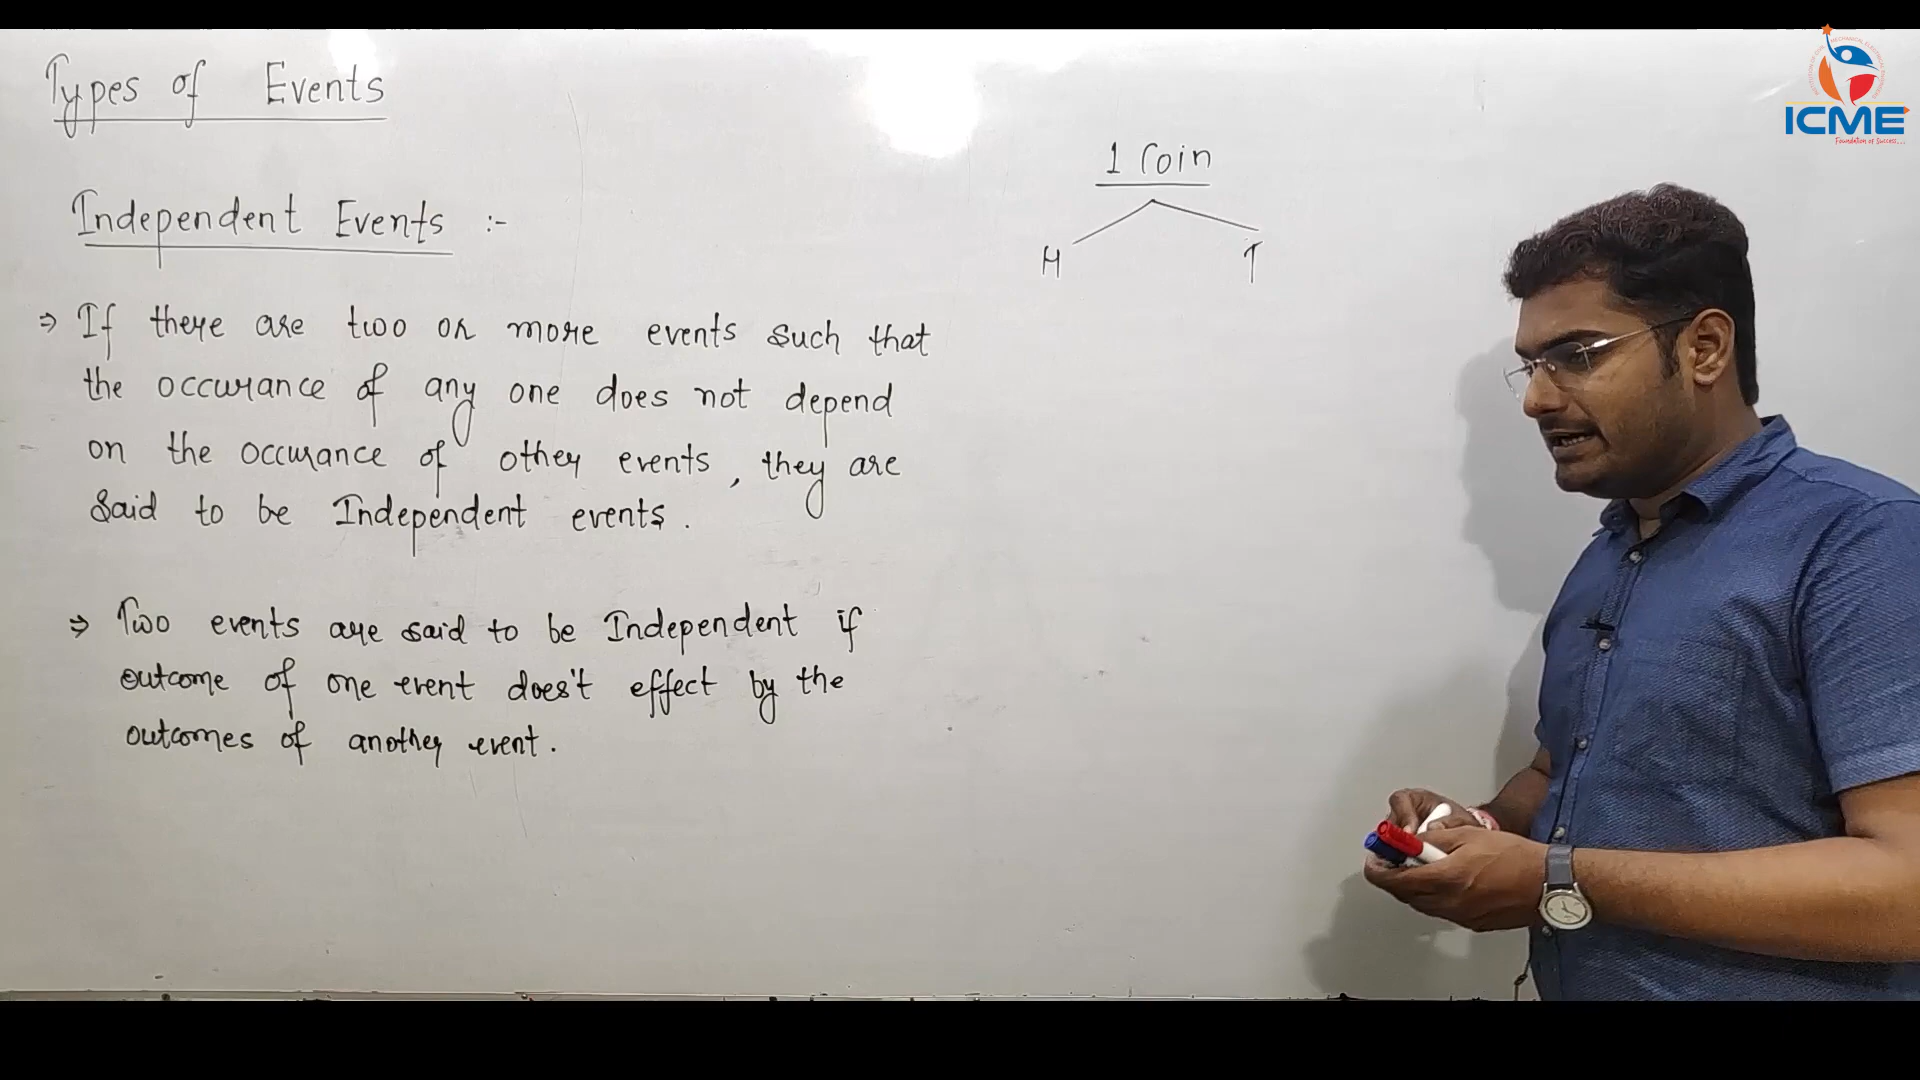 Types of Events
Independent Events :-
⇒ If there are two or more events such that
the occurance of any one does not depend
on the occurance of other events, they are
said to be Independent events.
⇒ Two events are said to be Independent if
outcome of one event does't effect by the
outcomes of another event.
1 Coin
H T
ICME
Foundation of Success...